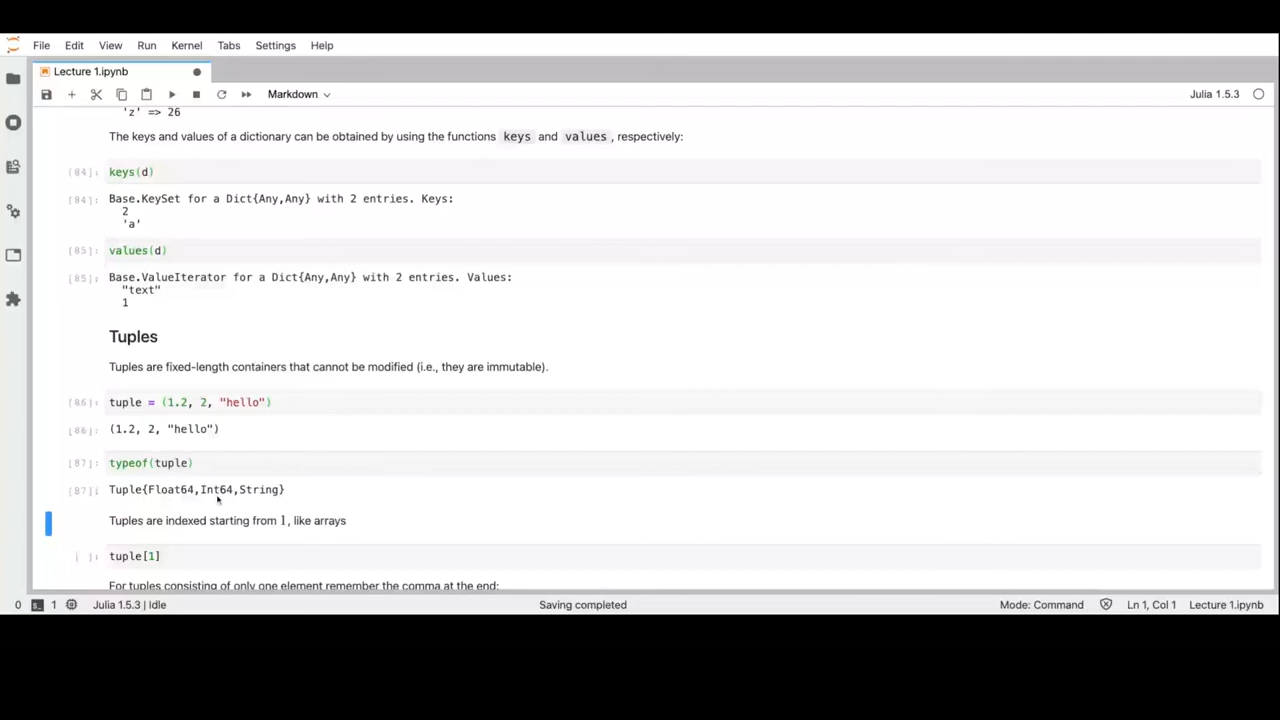 File Edit View Run Kernel Tabs Settings Help
Lecture 1.ipynb
Markdown Julia 1.5.3
'z' => 26
The keys and values of a dictionary can be obtained by using the functions keys and values, respectively:
[84]: keys(d)
[84]: Base.KeySet for a Dict{Any,Any} with 2 entries. Keys:
2
'a'
[85]: values(d)
[85]: Base.ValueIterator for a Dict{Any,Any} with 2 entries. Values:
"text"
1
Tuples
Tuples are fixed-length containers that cannot be modified (i.e., they are immutable).
[86]: tuple = (1.2, 2, "hello")
[86]: (1.2, 2, "hello")
[87]: typeof(tuple)
[87]: Tuple{Float64,Int64,String}
Tuples are indexed starting from 1, like arrays
[ ]: tuple[1]
For tuples consisting of only one element remember the comma at the end:
0 1 Julia 1.5.3 | Idle Saving completed Mode: Command Ln 1, Col 1 Lecture 1.ipynb